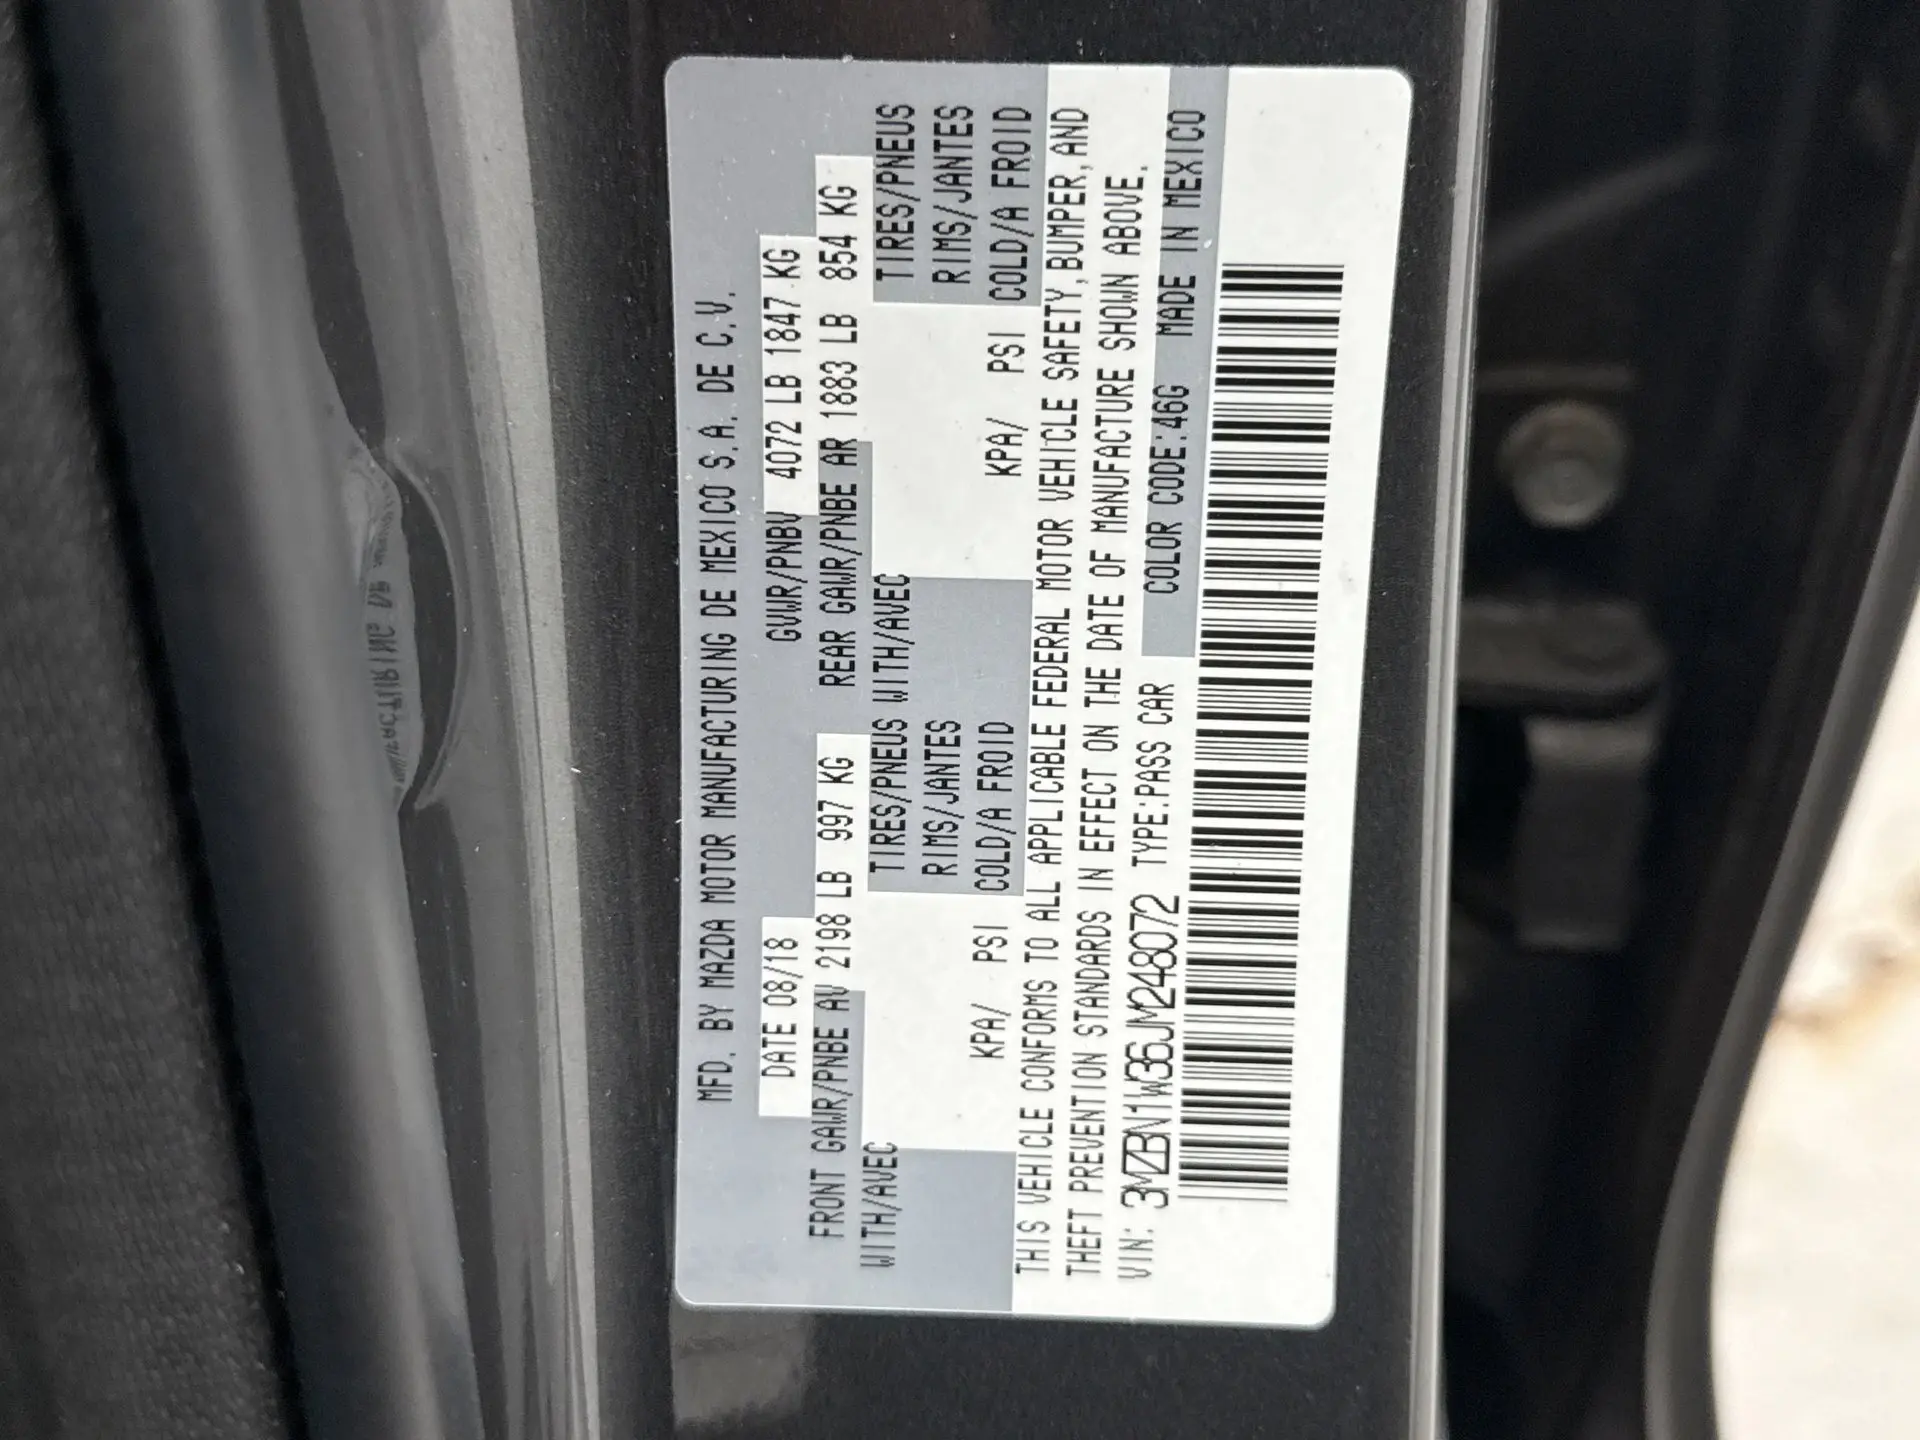 MFD. BY MAZDA MOTOR MANUFACTURING DE MEXICO S.A. DE C.V.
DATE 08/18 GVWR/PNBV 4072 LB 1847 KG
FRONT GAWR/PNBE AV 2198 LB 997 KG REAR GAWR/PNBE AR 1883 LB 854 KG
WITH/AVEC TIRES/PNEUS WITH/AVEC TIRES/PNEUS
RIMS/JANTES RIMS/JANTES
KPA/ PSI COLD/A FROID KPA/ PSI COLD/A FROID
THIS VEHICLE CONFORMS TO ALL APPLICABLE FEDERAL MOTOR VEHICLE SAFETY, BUMPER, AND
THEFT PREVENTION STANDARDS IN EFFECT ON THE DATE OF MANUFACTURE SHOWN ABOVE.
VIN: 3MZBN1W36JM248072 TYPE:PASS CAR COLOR CODE:46G MADE IN MEXICO